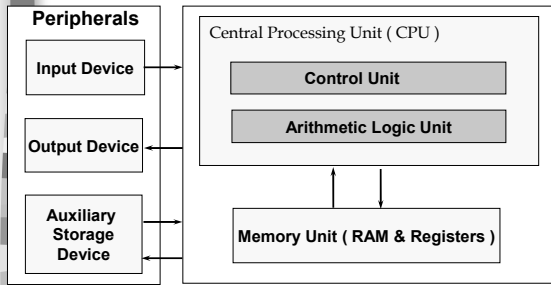 Peripherals
Input Device
Output Device
Auxiliary
Storage
Device
Central Processing Unit ( CPU )
Control Unit
Arithmetic Logic Unit
Memory Unit ( RAM & Registers )